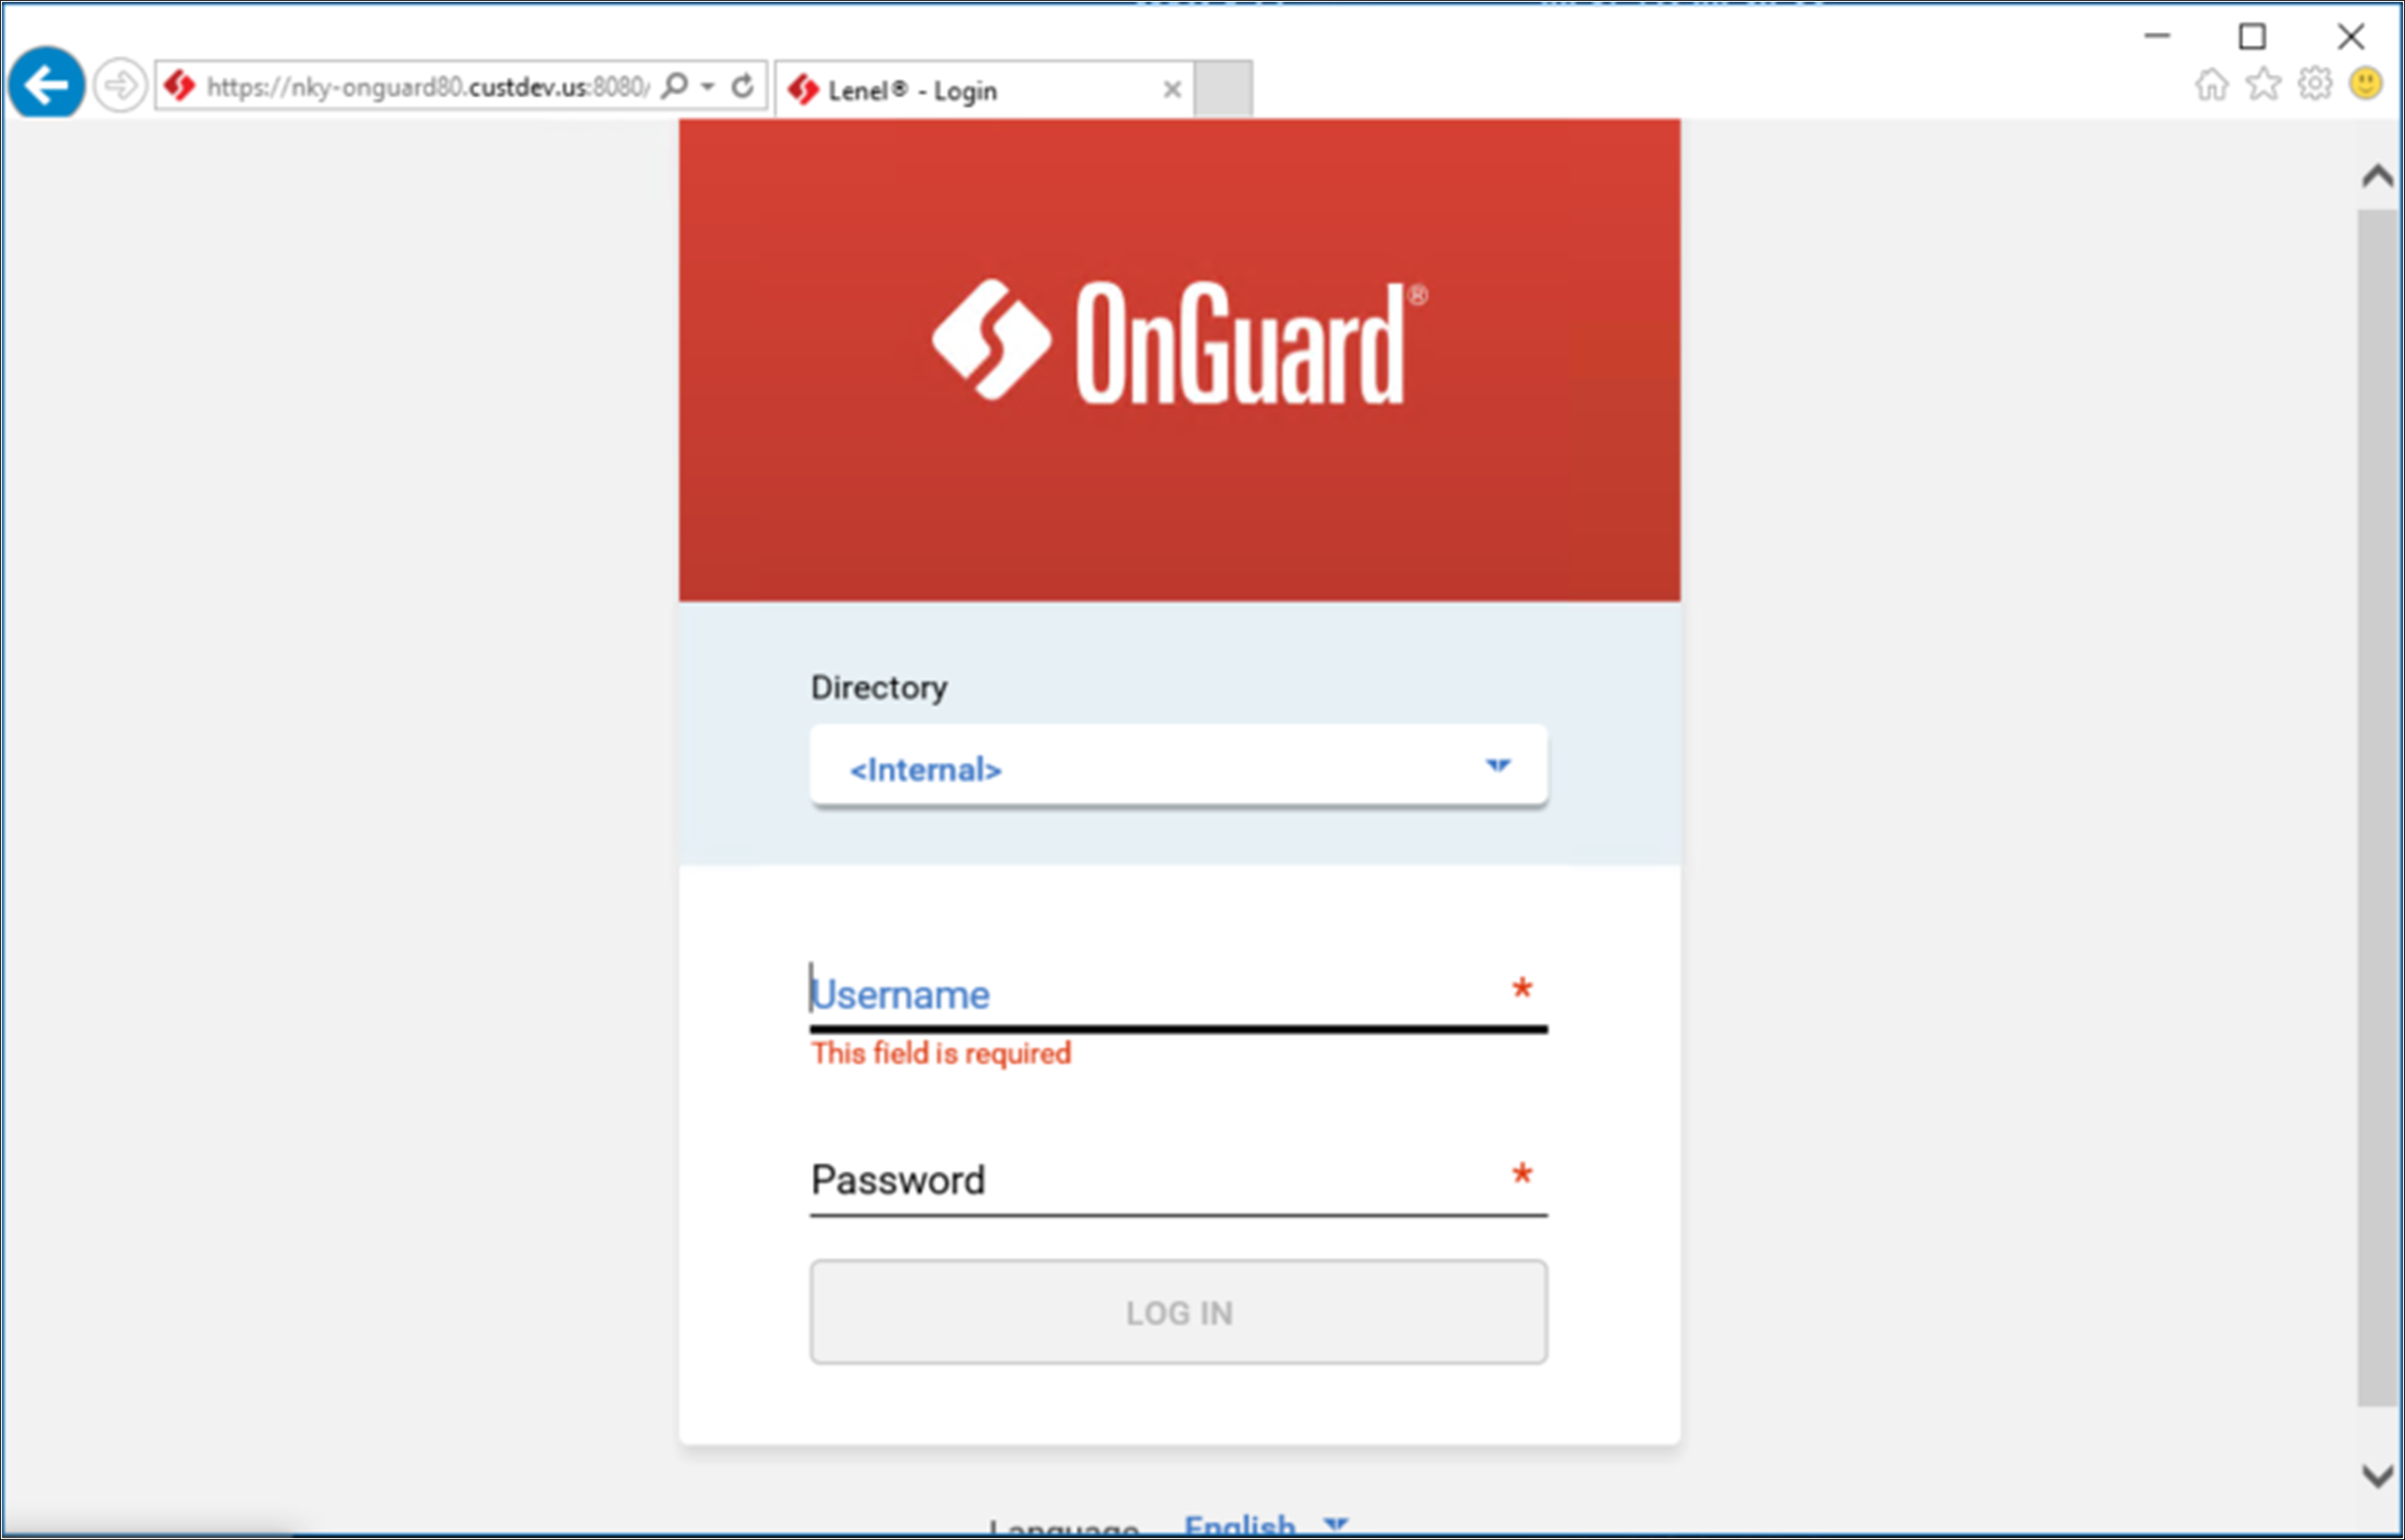 https://nky-onguard80.custdev.us:8080/
Lenel® - Login
OnGuard®
Directory
<Internal>
Username *
This field is required
Password *
LOG IN
Language English